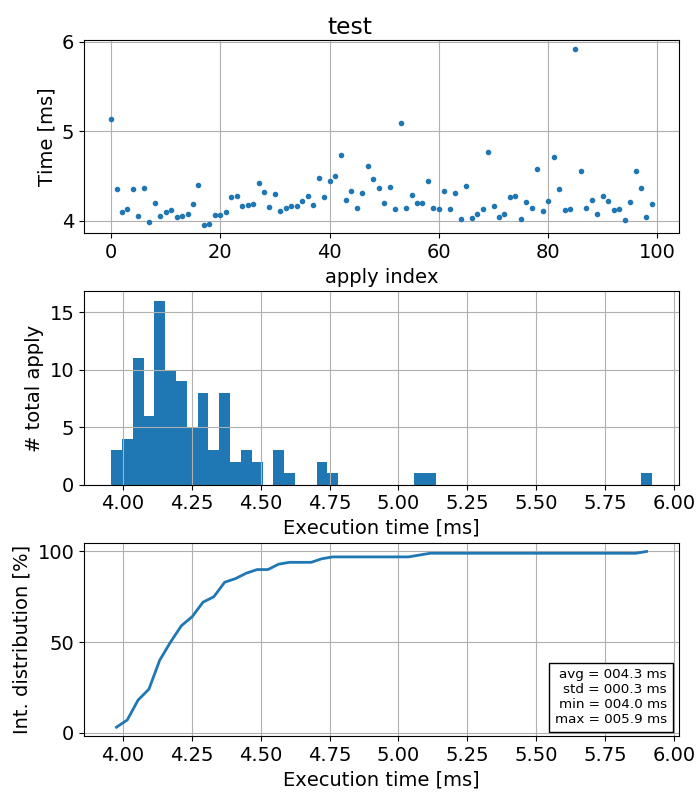 test
Time [ms]
6
5
4
0 20 40 60 80 100
apply index
# total apply
15
10
5
0
4.00 4.25 4.50 4.75 5.00 5.25 5.50 5.75 6.00
Execution time [ms]
Int. distribution [%]
100
50
0
avg = 004.3 ms
std = 000.3 ms
min = 004.0 ms
max = 005.9 ms
4.00 4.25 4.50 4.75 5.00 5.25 5.50 5.75 6.00
Execution time [ms]